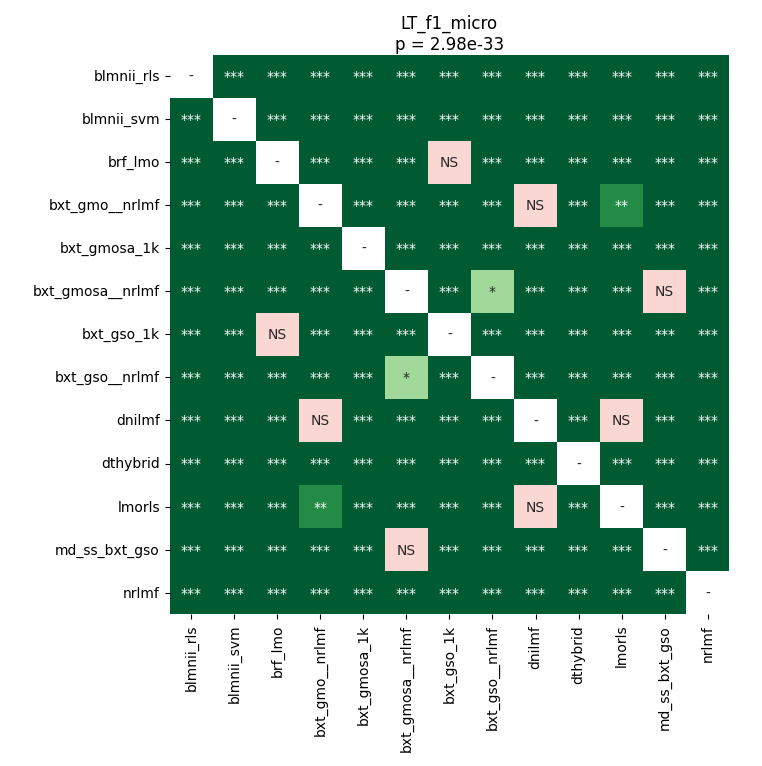 LT_f1_micro
p = 2.98e-33
blmnii_rls - *** *** *** *** *** *** *** *** *** *** *** ***
blmnii_svm *** - *** *** *** *** *** *** *** *** *** *** ***
brf_lmo *** *** - *** *** *** NS *** *** *** *** *** ***
bxt_gmo__nrlmf *** *** *** - *** *** *** *** NS *** ** *** ***
bxt_gmosa_1k *** *** *** *** - *** *** *** *** *** *** *** ***
bxt_gmosa__nrlmf *** *** *** *** *** - *** * *** *** *** NS ***
bxt_gso_1k *** *** NS *** *** *** - *** *** *** *** *** ***
bxt_gso__nrlmf *** *** *** *** *** * *** - *** *** *** *** ***
dnilmf *** *** *** NS *** *** *** *** - *** NS *** ***
dthybrid *** *** *** *** *** *** *** *** *** - *** *** ***
lmorls *** *** *** ** *** *** *** *** NS *** - *** ***
md_ss_bxt_gso *** *** *** *** *** NS *** *** *** *** *** - ***
nrlmf *** *** *** *** *** *** *** *** *** *** *** *** -
blmnii_rls
blmnii_svm
brf_lmo
bxt_gmo__nrlmf
bxt_gmosa_1k
bxt_gmosa__nrlmf
bxt_gso_1k
bxt_gso__nrlmf
dnilmf
dthybrid
lmorls
md_ss_bxt_gso
nrlmf